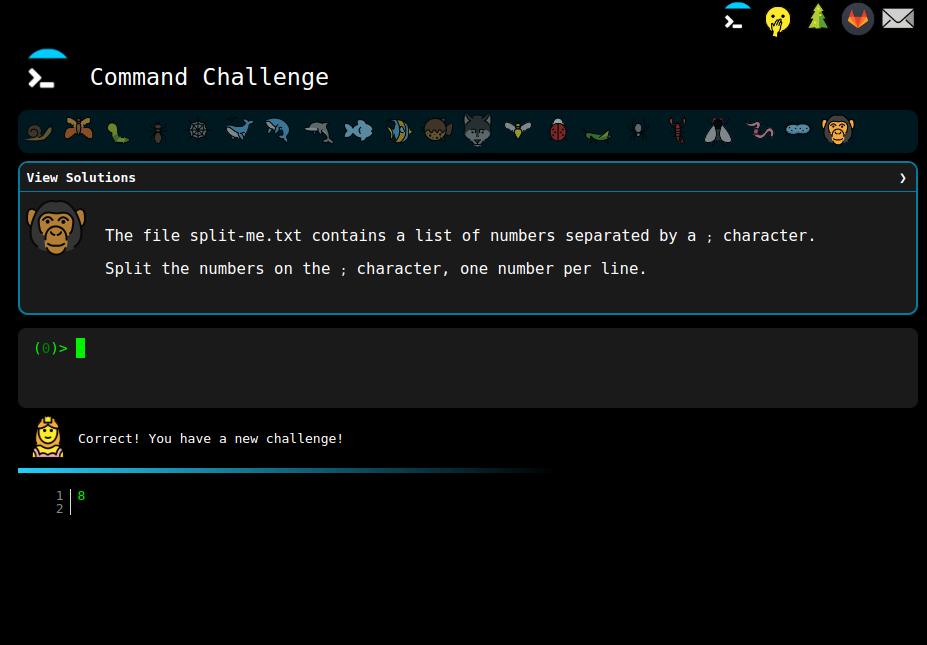 Command Challenge
View Solutions
The file split-me.txt contains a list of numbers separated by a ; character.
Split the numbers on the ; character, one number per line.
(0)>
Correct! You have a new challenge!
1 8
2